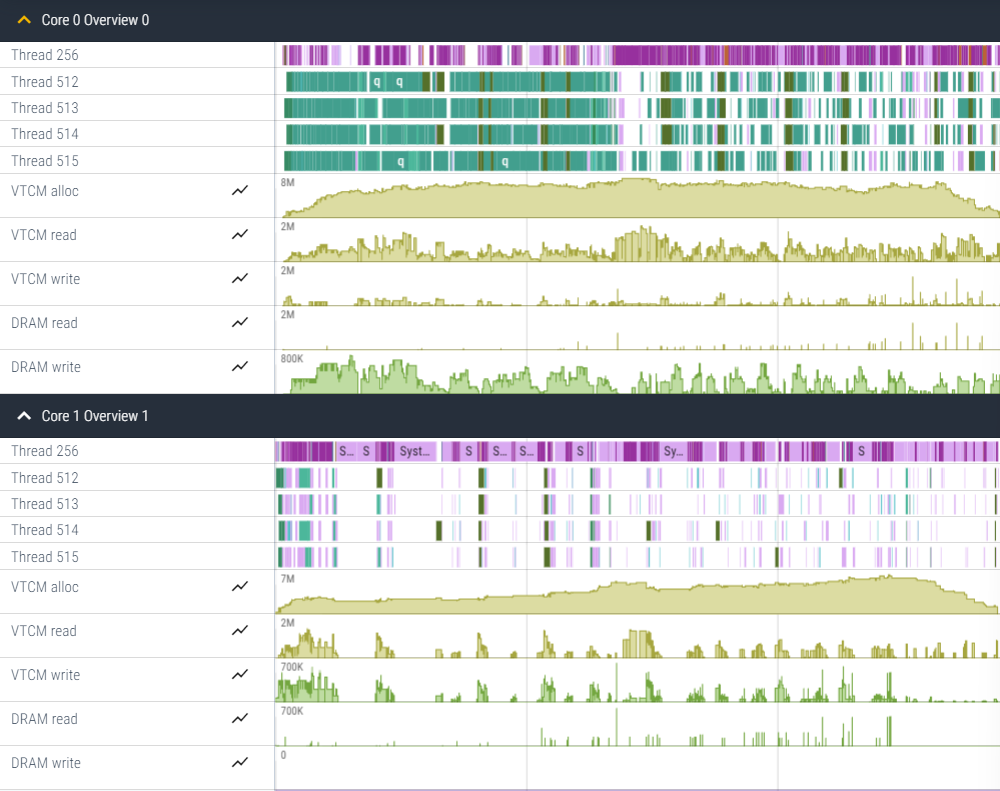 Core 0 Overview 0
Thread 256
Thread 512 q q
Thread 513
Thread 514
Thread 515 q q
VTCM alloc 8M
VTCM read 2M
VTCM write 2M
DRAM read 2M
DRAM write 800K
Core 1 Overview 1
Thread 256 S... S Syst... S S... S... S Sy... S
Thread 512
Thread 513
Thread 514
Thread 515
VTCM alloc 7M
VTCM read 2M
VTCM write 700K
DRAM read 700K
DRAM write 0